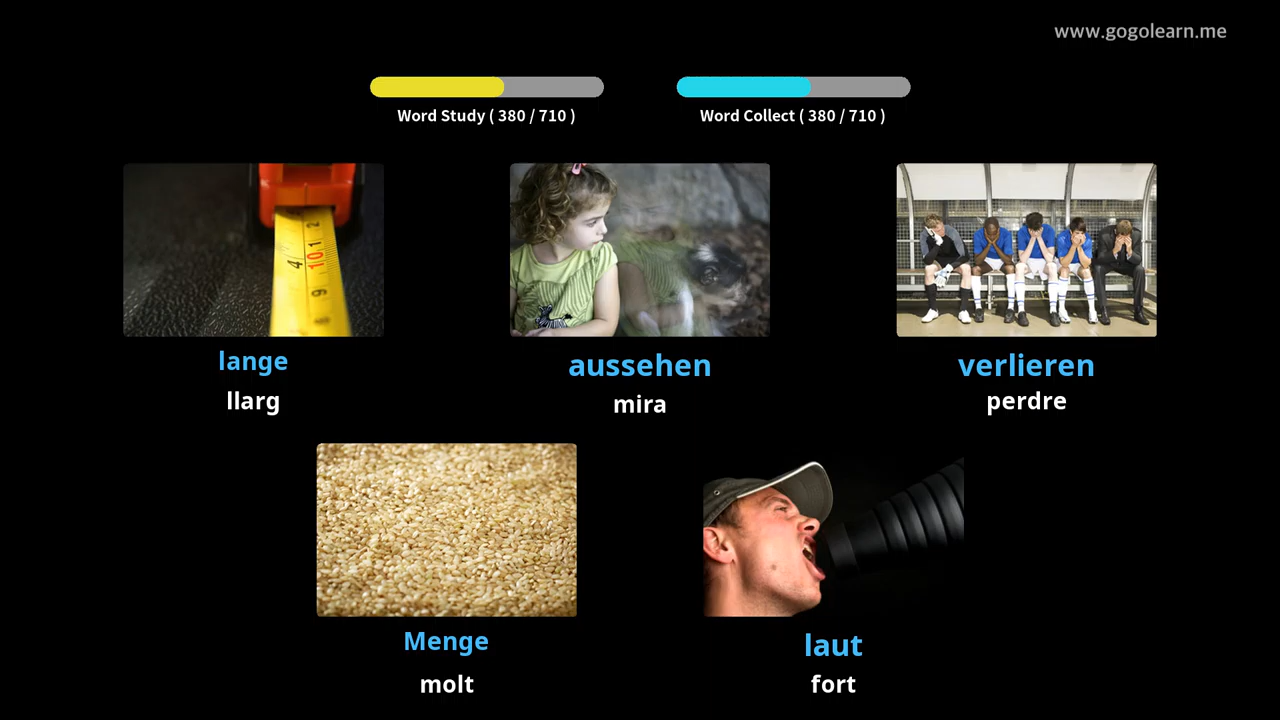 www.gogolearn.me
Word Study ( 380 / 710 )
Word Collect ( 380 / 710 )
lange
llarg
aussehen
mira
verlieren
perdre
Menge
molt
laut
fort